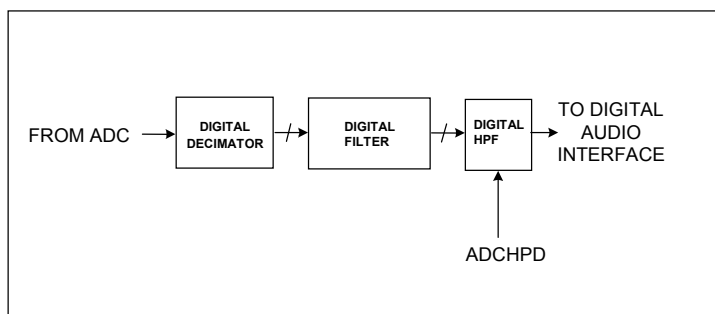 FROM ADC
DIGITAL
DECIMATOR
DIGITAL
FILTER
DIGITAL
HPF
TO DIGITAL
AUDIO
INTERFACE
ADCHPD